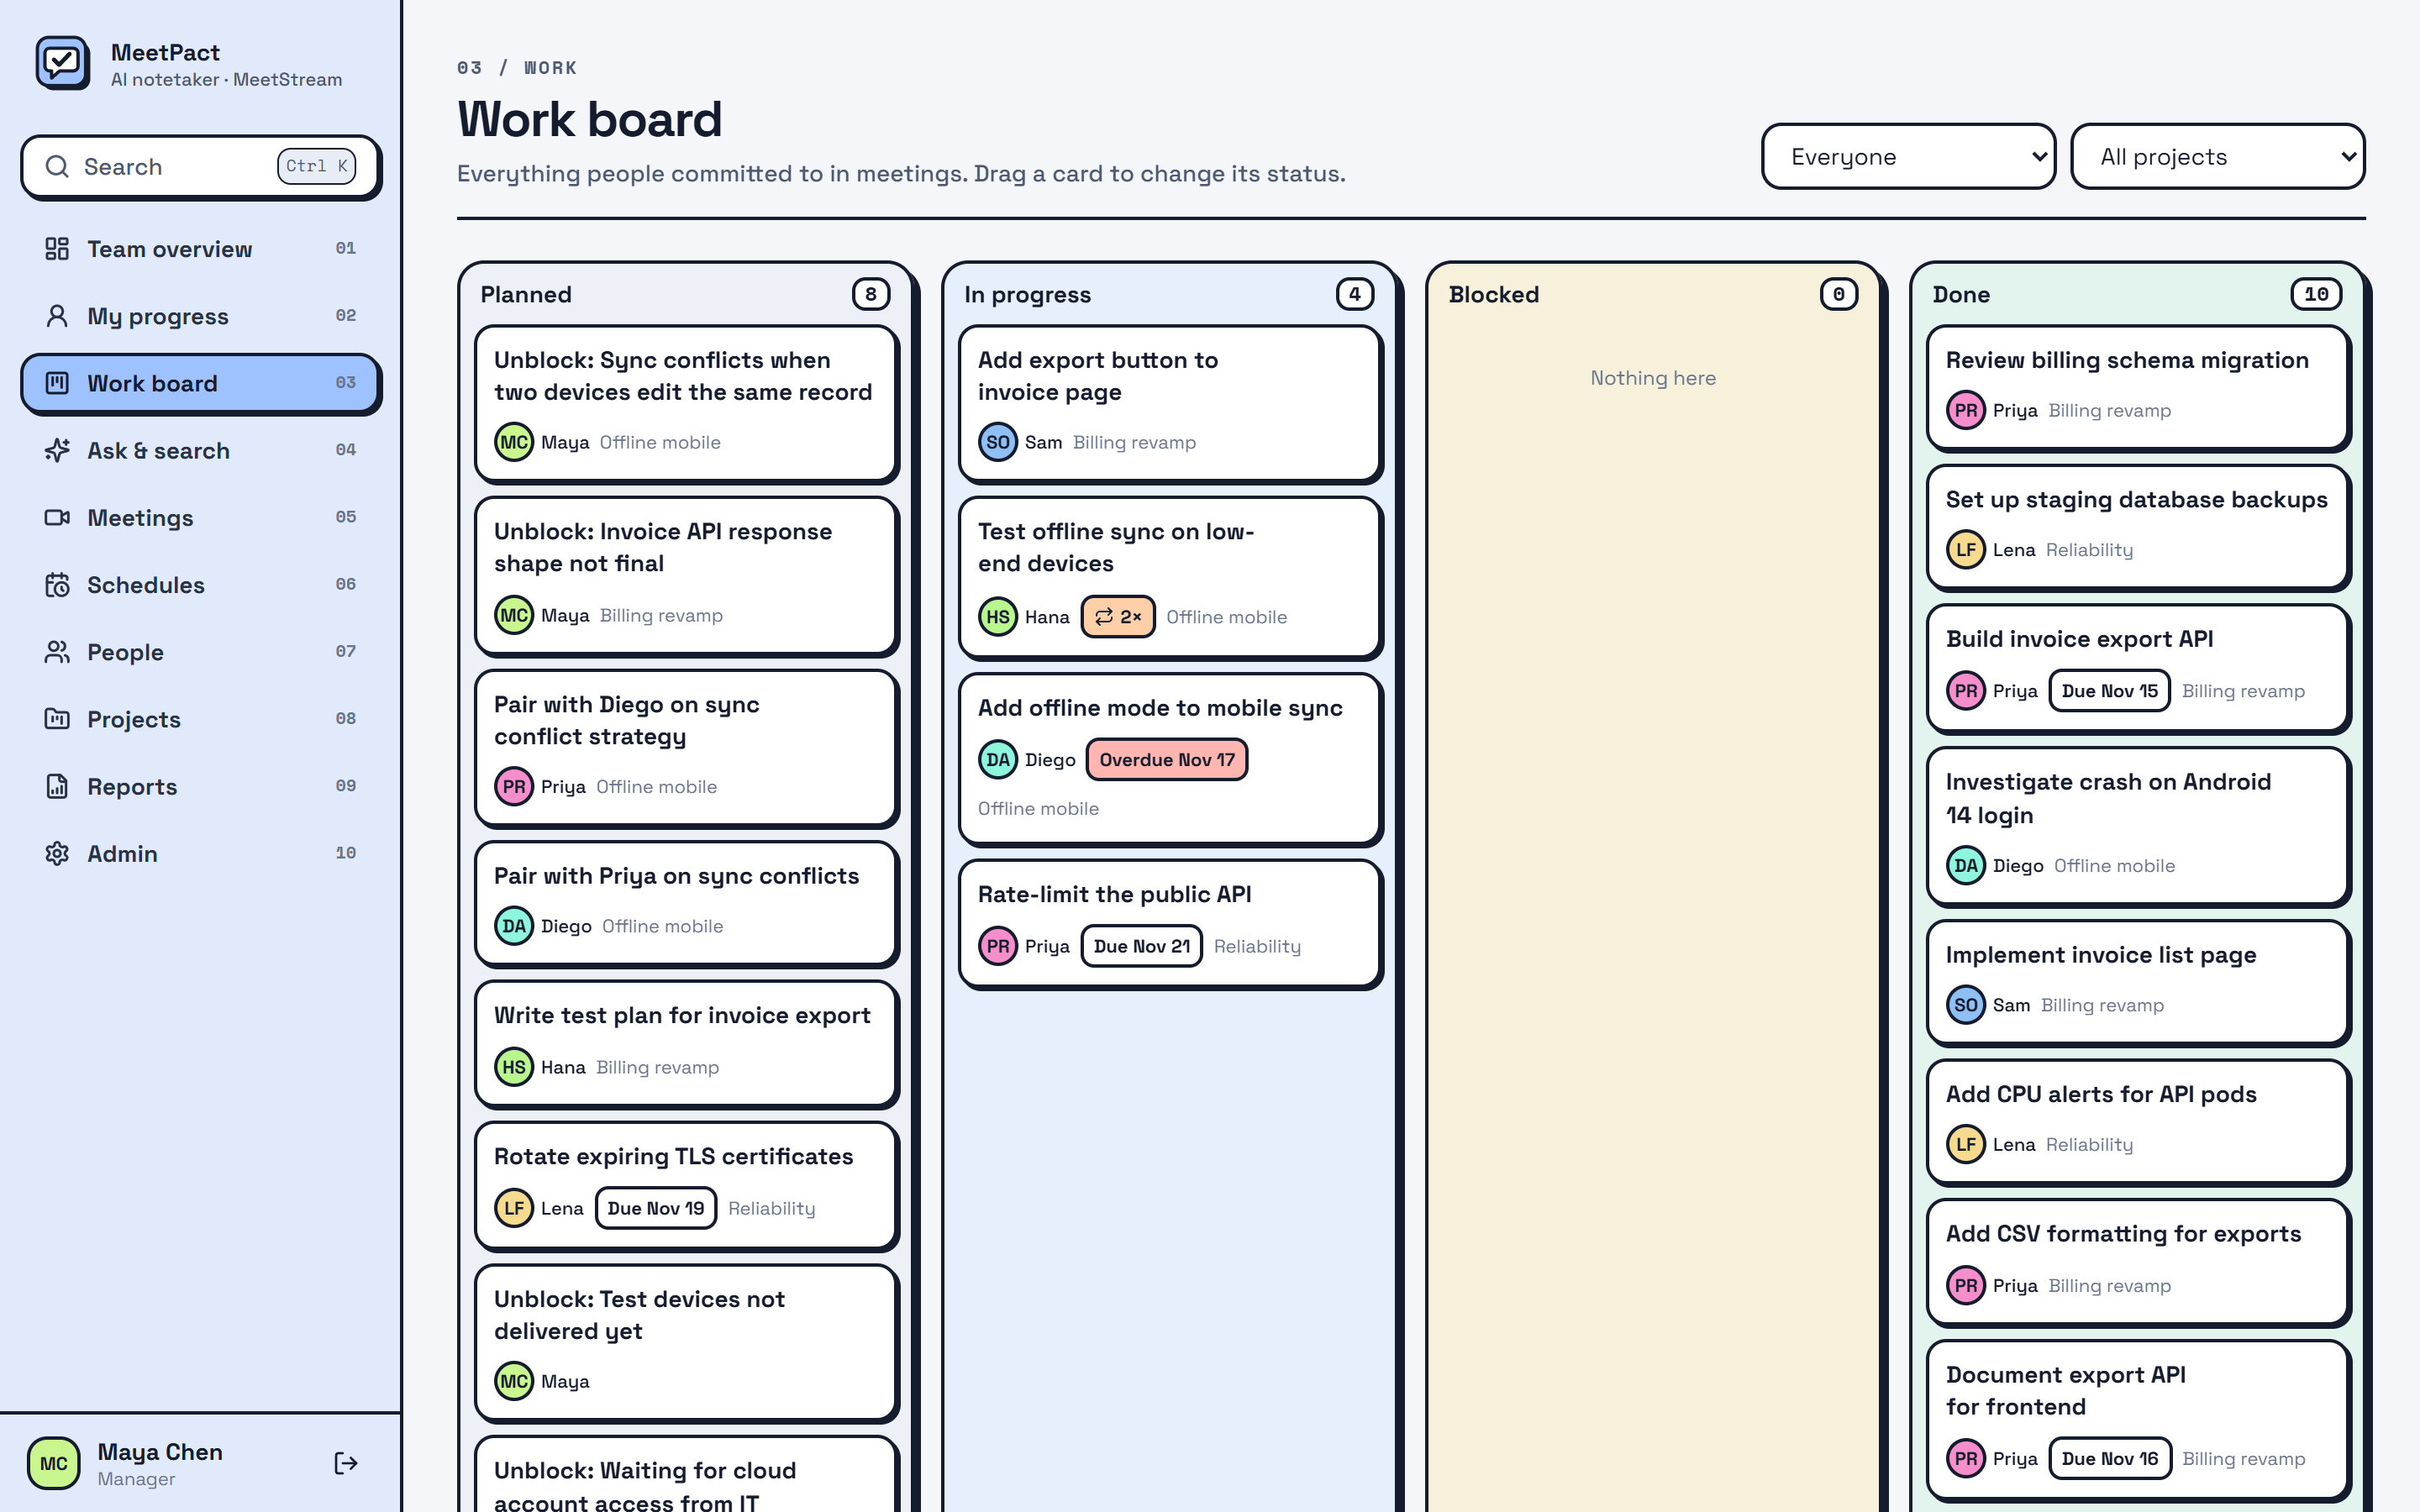 MeetPact
AI notetaker · MeetStream
Search
Ctrl K
Team overview 01
My progress 02
Work board 03
Ask & search 04
Meetings 05
Schedules 06
People 07
Projects 08
Reports 09
Admin 10
MC
Maya Chen
Manager
03 / WORK
Work board
Everything people committed to in meetings. Drag a card to change its status.
Everyone
All projects
Planned 8
Unblock: Sync conflicts when
two devices edit the same record
MC Maya Offline mobile
Unblock: Invoice API response
shape not final
MC Maya Billing revamp
Pair with Diego on sync
conflict strategy
PR Priya Offline mobile
Pair with Priya on sync conflicts
DA Diego Offline mobile
Write test plan for invoice export
HS Hana Billing revamp
Rotate expiring TLS certificates
LF Lena Due Nov 19 Reliability
Unblock: Test devices not
delivered yet
MC Maya
Unblock: Waiting for cloud
account access from IT
In progress 4
Add export button to
invoice page
SO Sam Billing revamp
Test offline sync on low-
end devices
HS Hana 2× Offline mobile
Add offline mode to mobile sync
DA Diego Overdue Nov 17
Offline mobile
Rate-limit the public API
PR Priya Due Nov 21 Reliability
Blocked 0
Nothing here
Done 10
Review billing schema migration
PR Priya Billing revamp
Set up staging database backups
LF Lena Reliability
Build invoice export API
PR Priya Due Nov 15 Billing revamp
Investigate crash on Android
14 login
DA Diego Offline mobile
Implement invoice list page
SO Sam Billing revamp
Add CPU alerts for API pods
LF Lena Reliability
Add CSV formatting for exports
PR Priya Billing revamp
Document export API
for frontend
PR Priya Due Nov 16 Billing revamp